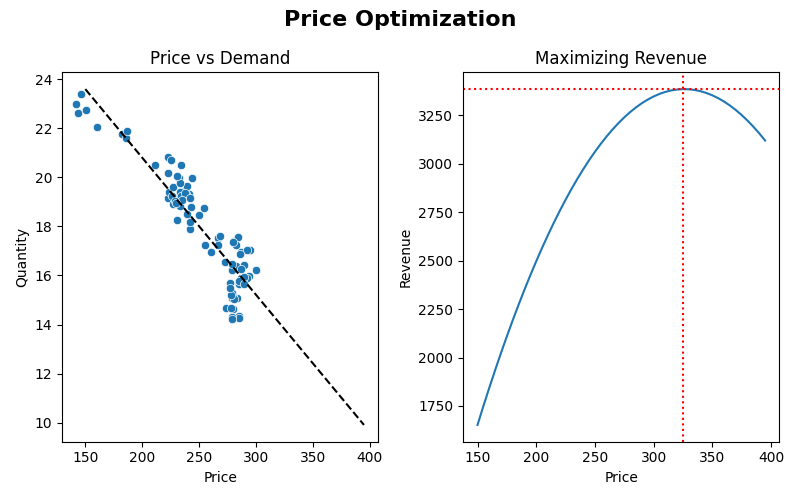 Price Optimization
Price vs Demand
Quantity
24
22
20
18
16
14
12
10
150 200 250 300 350 400
Price
Maximizing Revenue
Revenue
3250
3000
2750
2500
2250
2000
1750
150 200 250 300 350 400
Price